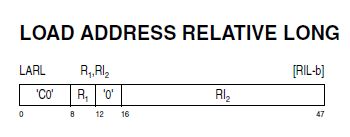 LOAD ADDRESS RELATIVE LONG
LARL R₁,RI₂ [RIL-b]
'C0' R₁ '0' RI₂
0 8 12 16 47